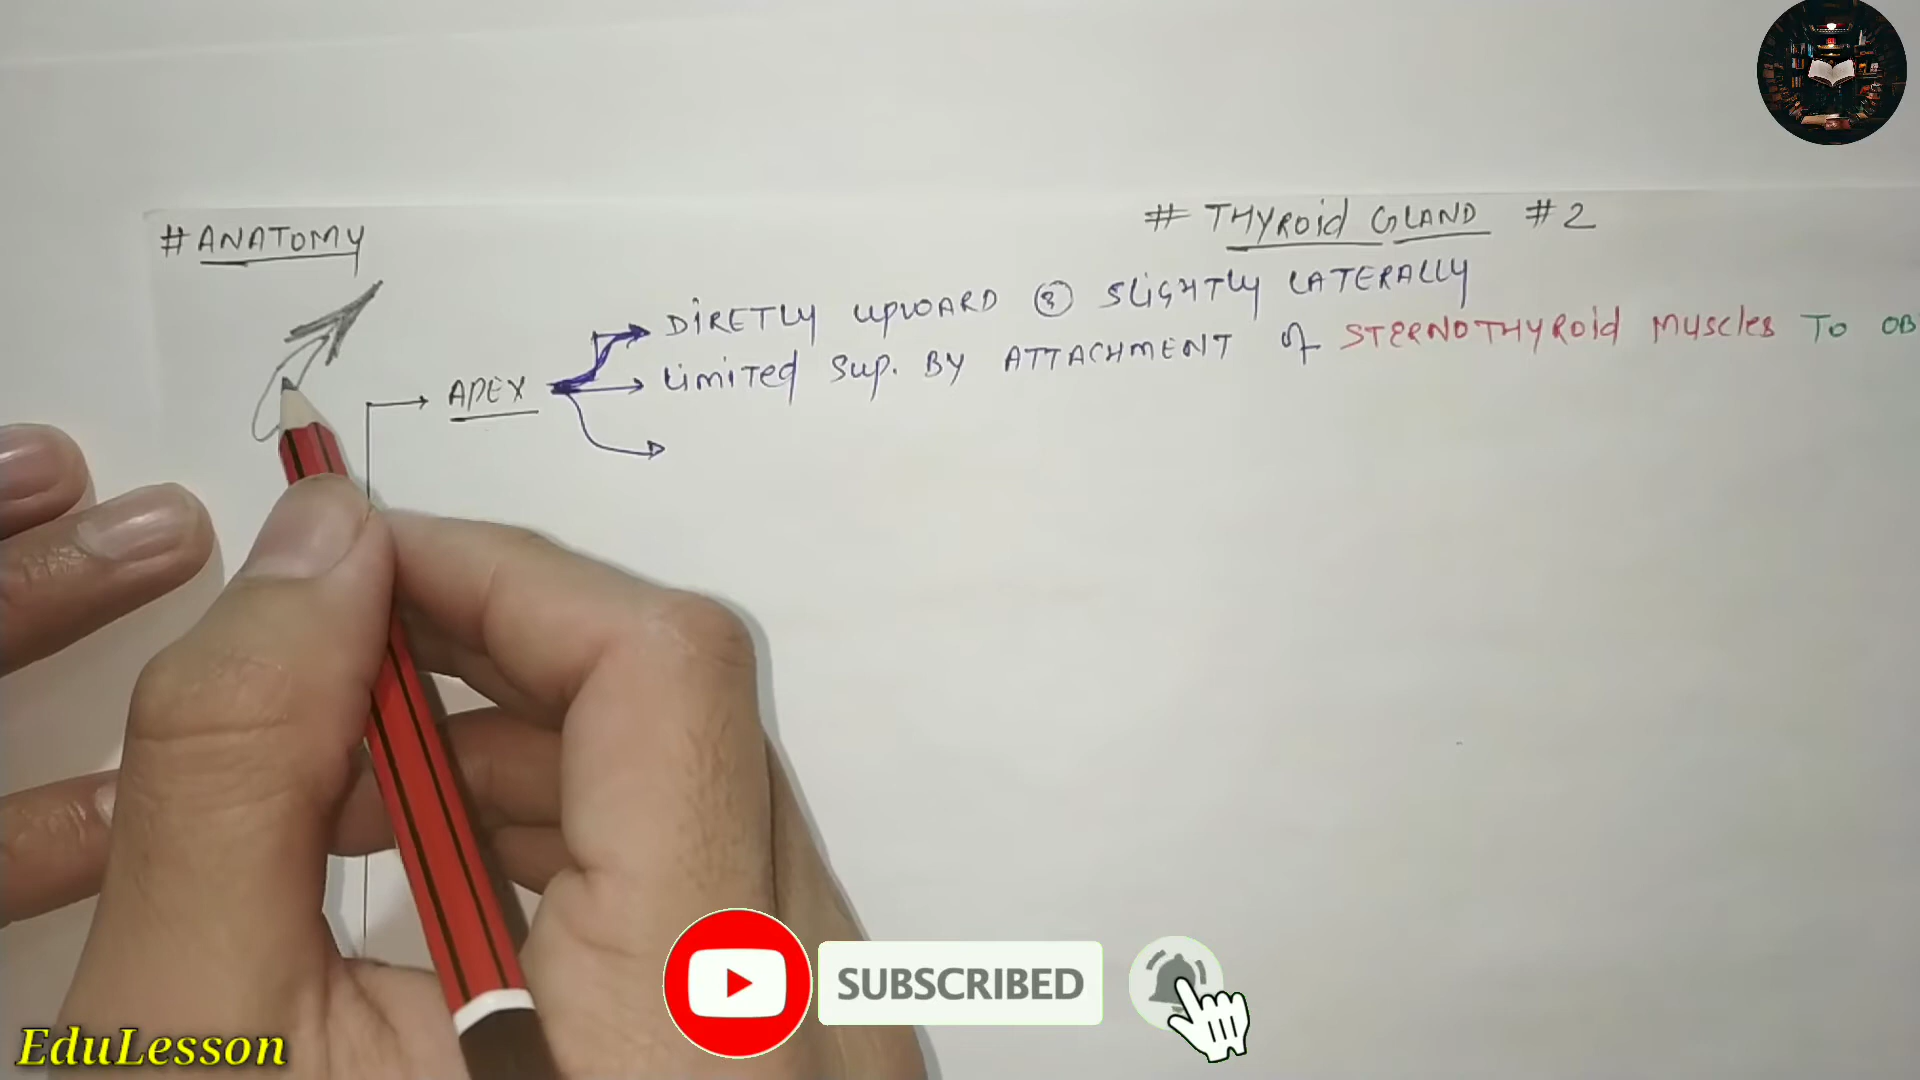 #ANATOMY
# THYROid GLAND #2
DIRETLY UPWARD & SLIGHTLY LATERALLY
LIMITED SUP. BY ATTACHMENT of STERNOTHYROid MUSCLES TO OB
APEX
SUBSCRIBED
EduLesson